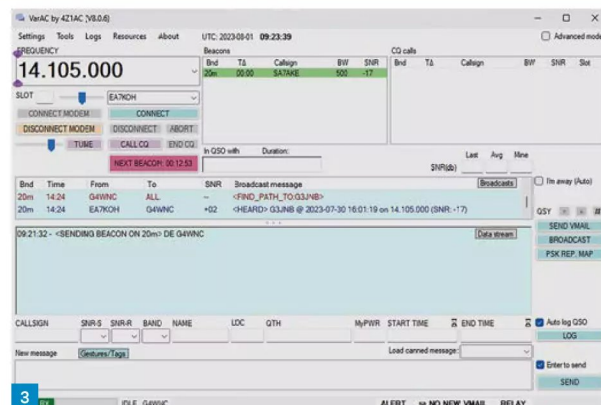 VarAC by 4Z1AC (V8.0.6)
Settings Tools Logs Resources About UTC: 2023-08-01 09:23:39 Advanced mode
FREQUENCY Beacons CQ calls
14.105.000
Bnd TΔ Callsign BW SNR Bnd TΔ Callsign BW SNR Slot
20m 00:00 SA7AKE 500 -17
SLOT EA7KOH
CONNECT MODEM CONNECT
DISCONNECT MODEM DISCONNECT ABORT
TUNE CALL CQ END CQ
In QSO with Duration: Last Avg Mine
NEXT BEACON: 00:12:53 SNR(db)
Bnd Time From To SNR Broadcast message Broadcasts I'm away (Auto)
20m 14:24 G4WNC ALL -- <FIND_PATH_TO:G3JNB>
20m 14:24 EA7KOH G4WNC +02 <HEARD> G3JNB @ 2023-07-30 16:01:19 on 14.105.000 (SNR: -17)
QSY
SEND VMAIL
09:21:32 - <SENDING BEACON ON 20m> DE G4WNC Data stream
BROADCAST
PSK REP. MAP
CALLSIGN SNR-S SNR-R BAND NAME LOC QTH MyPWR START TIME END TIME Auto log QSO
LOG
New message Gestures/Tags Load canned message:
Enter to send
SEND
3
RX IDLE G4WNC ALERT NO NEW VMAIL RELAY